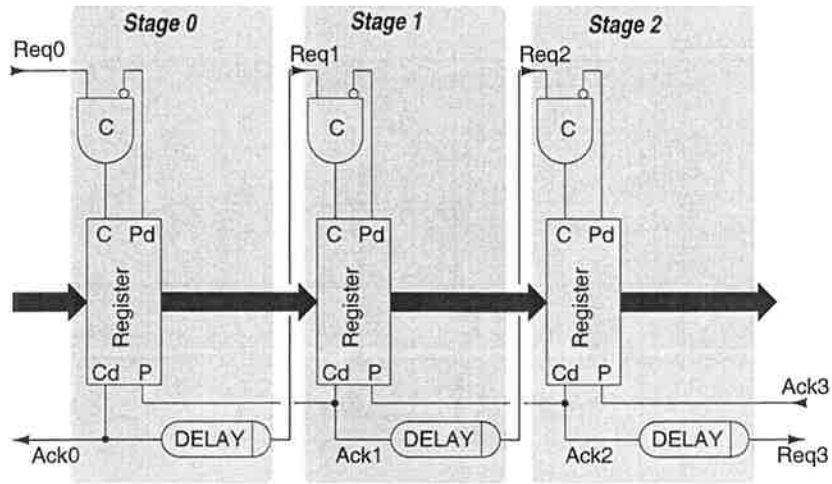 Stage 0
Stage 1
Stage 2
Req0
Req1
Req2
C
C
C
C Pd
C Pd
C Pd
Register
Register
Register
Cd P
Cd P
Cd P
Ack3
DELAY
DELAY
DELAY
Ack0
Ack1
Ack2
Req3